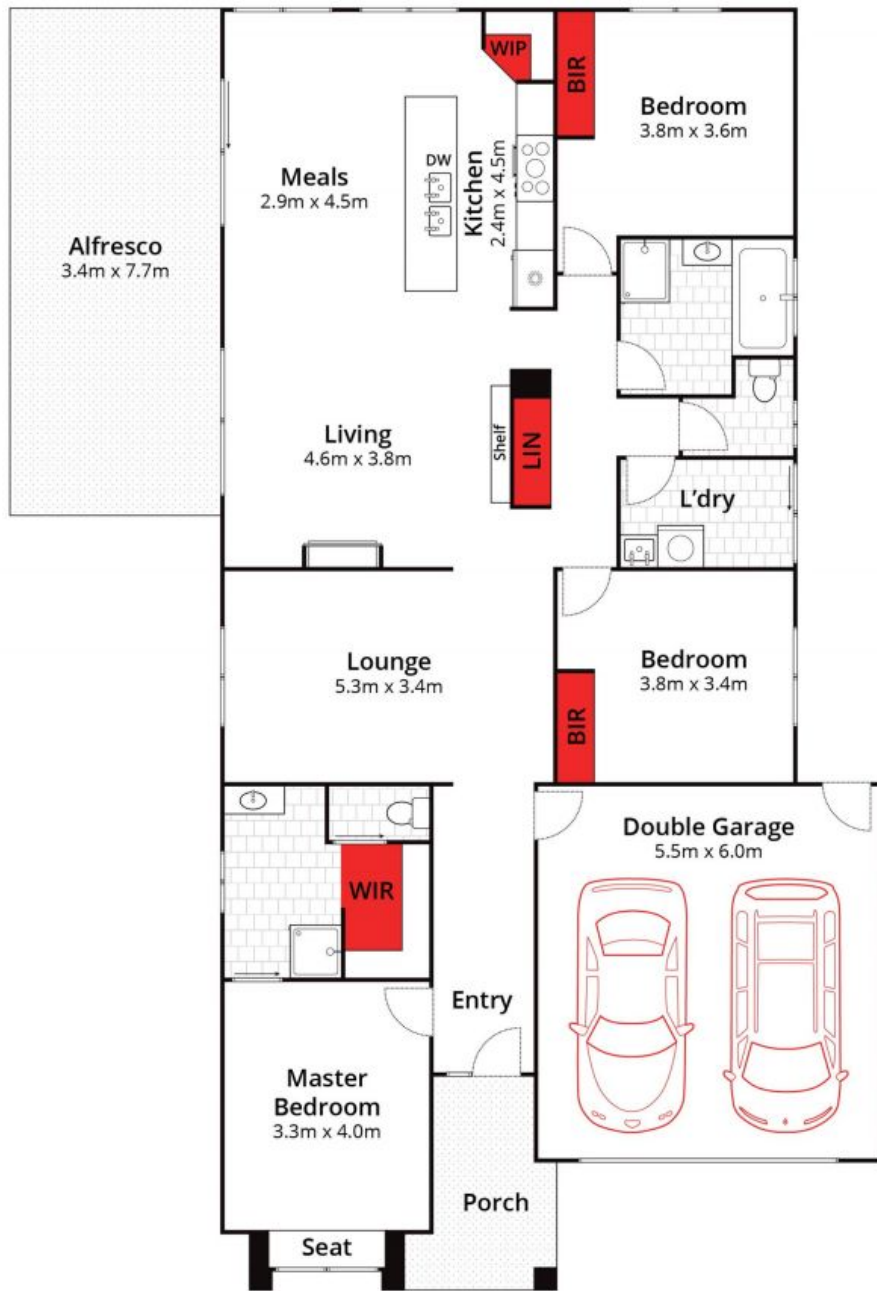 WIP
BIR
Bedroom
3.8m x 3.6m
Meals
2.9m x 4.5m
DW
Kitchen
2.4m x 4.5m
Alfresco
3.4m x 7.7m
Living
4.6m x 3.8m
Shelf
LIN
L'dry
Lounge
5.3m x 3.4m
Bedroom
3.8m x 3.4m
BIR
WIR
Double Garage
5.5m x 6.0m
Entry
Master
Bedroom
3.3m x 4.0m
Porch
Seat